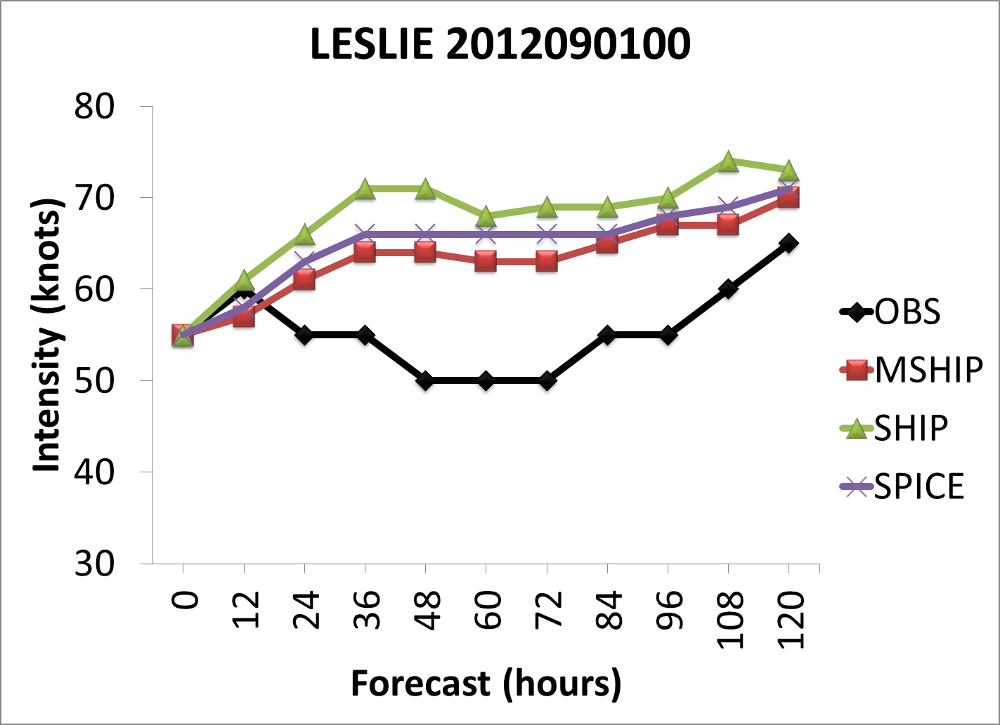 LESLIE 2012090100
80
70
60
50
40
30
Intensity (knots)
0 12 24 36 48 60 72 84 96 108 120
Forecast (hours)
OBS
MSHIP
SHIP
SPICE